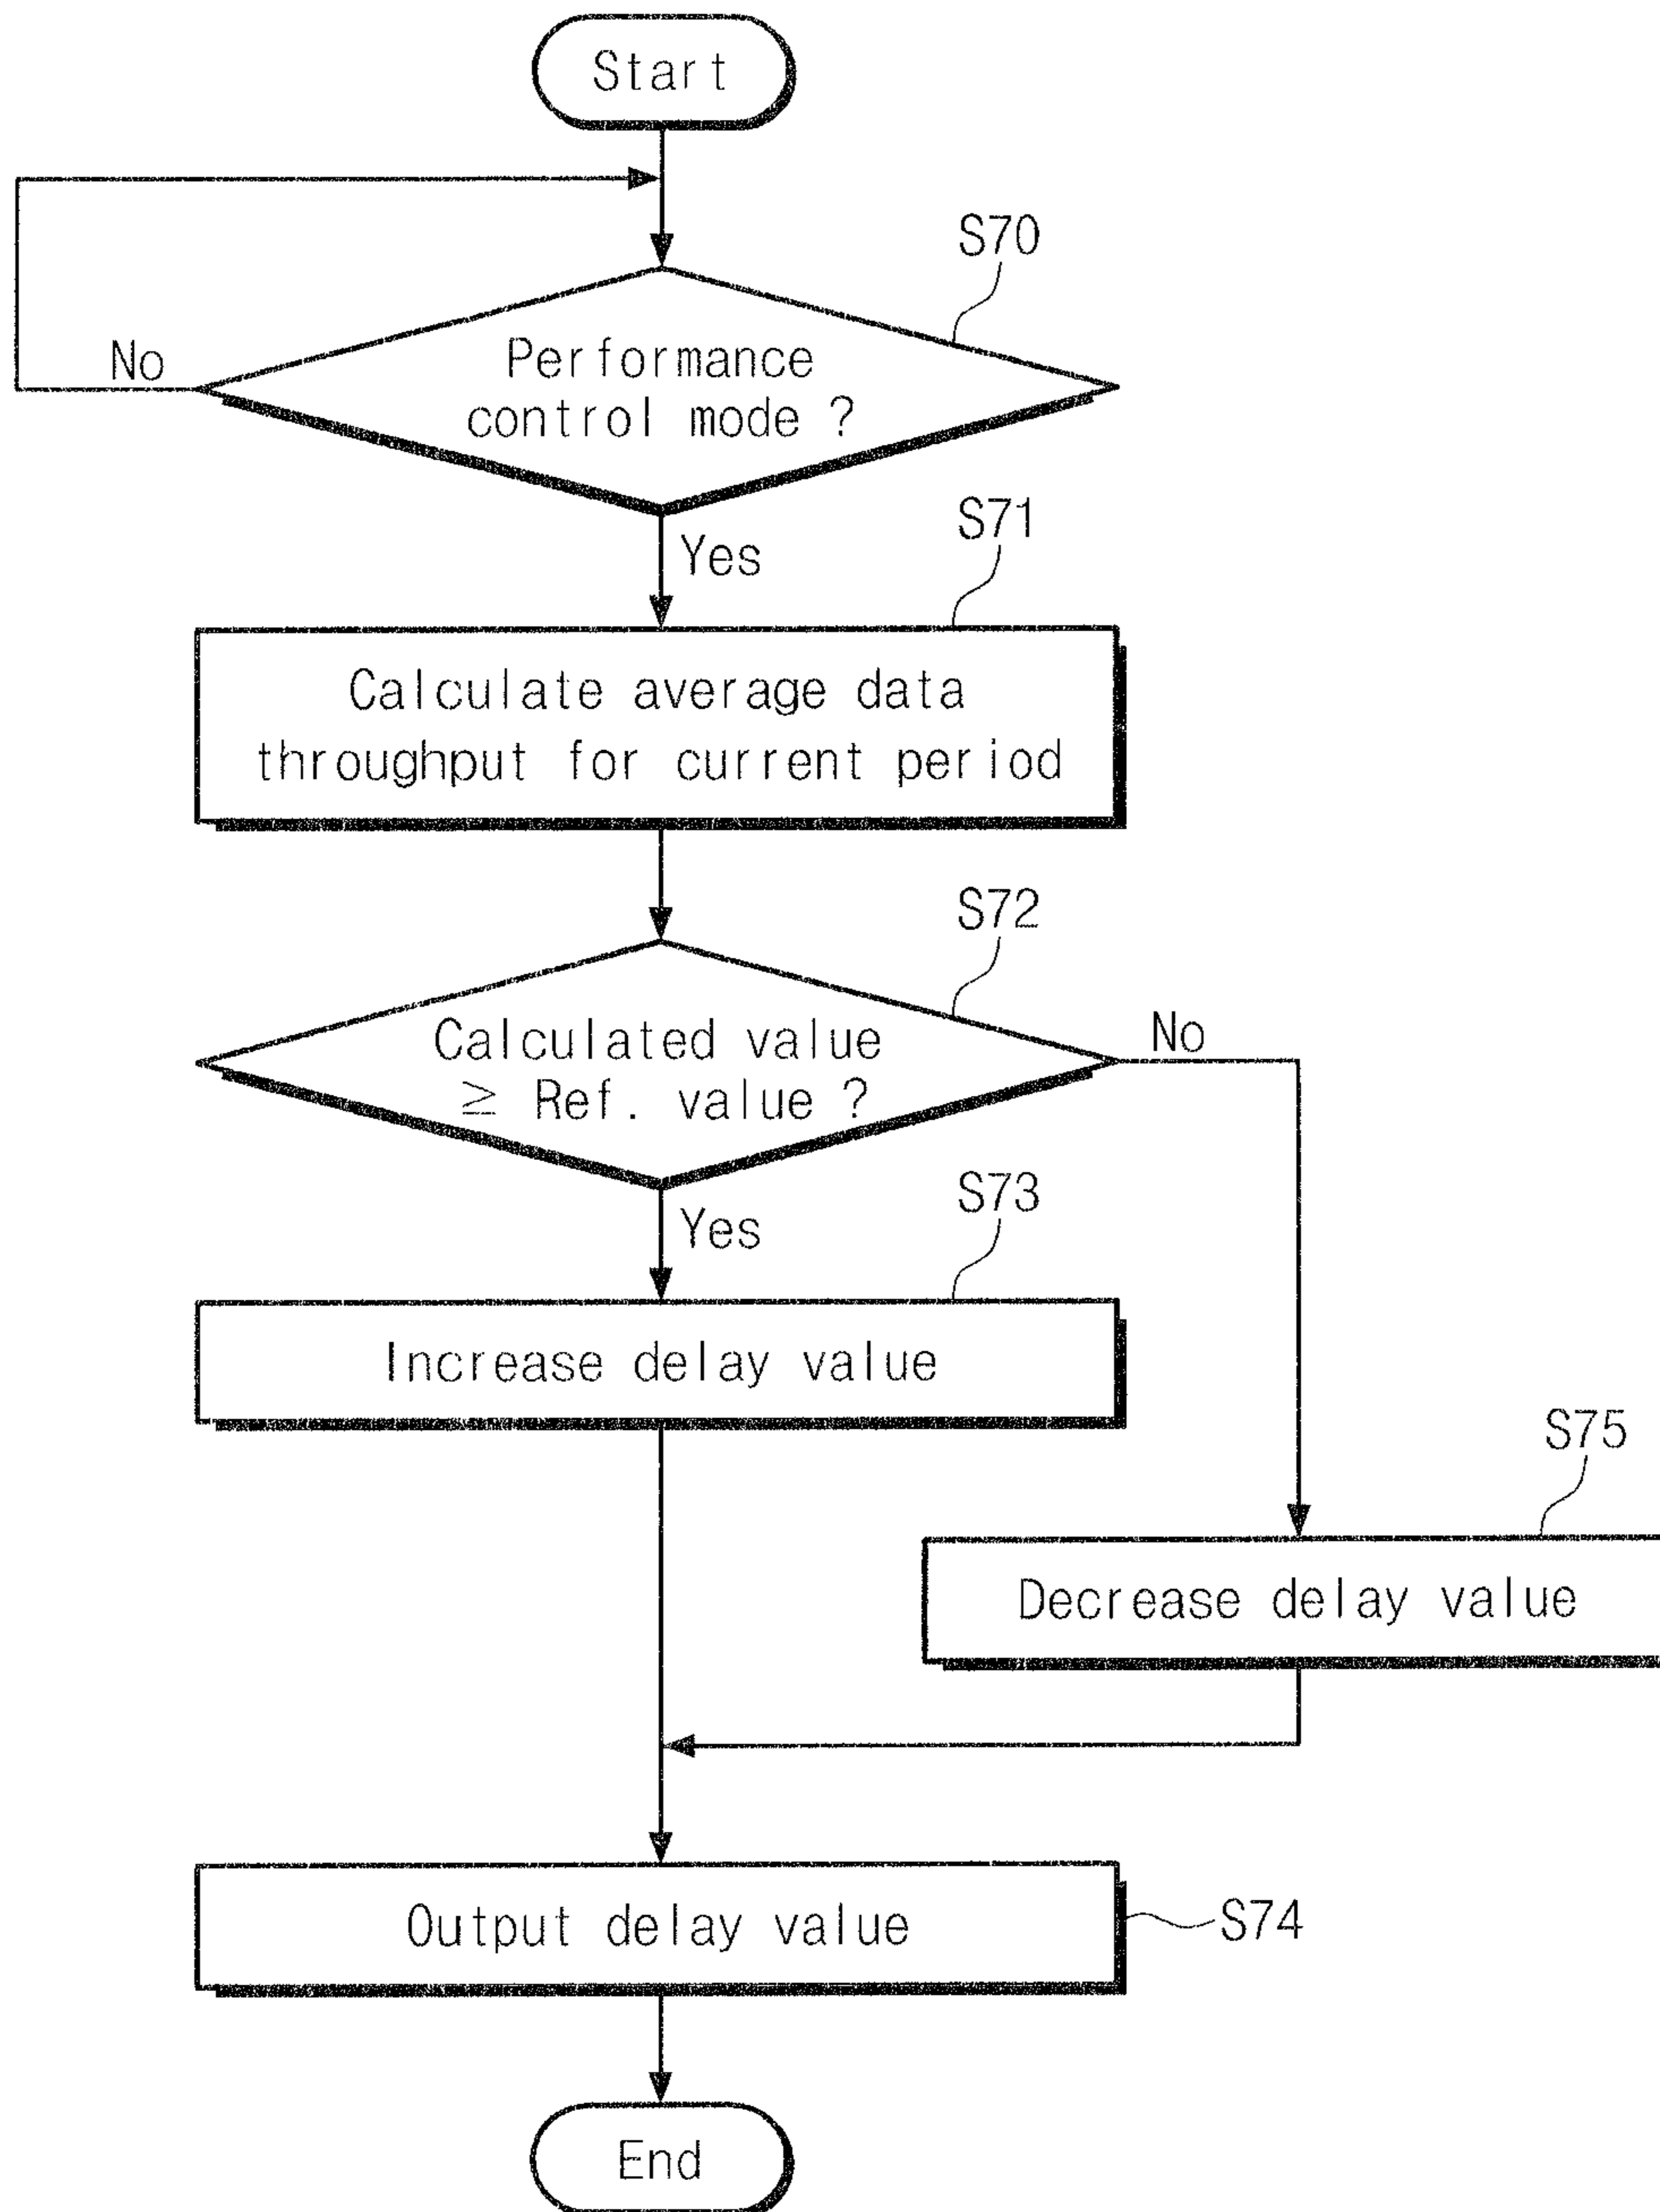 Start
S70
No
Performance
control mode ?
Yes
S71
Calculate average data
throughput for current period
S72
Calculated value
≥ Ref. value ?
No
Yes
S73
Increase delay value
S75
Decrease delay value
Output delay value
S74
End